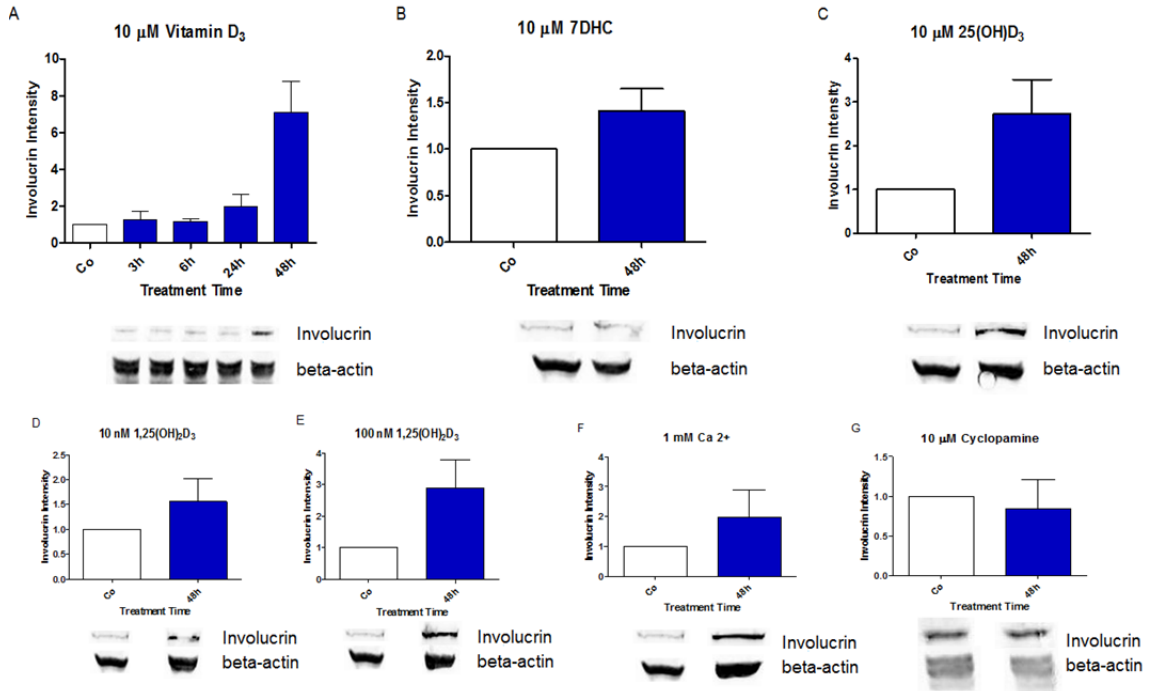 A
10 µM Vitamin D3
Involucrin Intensity
10
8
6
4
2
0
Co
3h
6h
24h
48h
Treatment Time
Involucrin
beta-actin
B
10 µM 7DHC
Involucrin Intensity
2.0
1.5
1.0
0.5
0.0
Co
48h
Treatment Time
Involucrin
beta-actin
C
10 µM 25(OH)D3
Involucrin Intensity
4
3
2
1
0
Co
48h
Treatment Time
Involucrin
beta-actin
D
10 nM 1,25(OH)2D3
Involucrin Intensity
2.5
2.0
1.5
1.0
0.5
0.0
Co
48h
Treatment Time
Involucrin
beta-actin
E
100 nM 1,25(OH)2D3
Involucrin Intensity
4
3
2
1
0
Co
48h
Treatment Time
Involucrin
beta-actin
F
1 mM Ca 2+
Involucrin Intensity
4
3
2
1
0
Co
48h
Treatment Time
Involucrin
beta-actin
G
10 µM Cyclopamine
Involucrin Intensity
1.5
1.0
0.5
0.0
Co
48h
Treatment Time
Involucrin
beta-actin